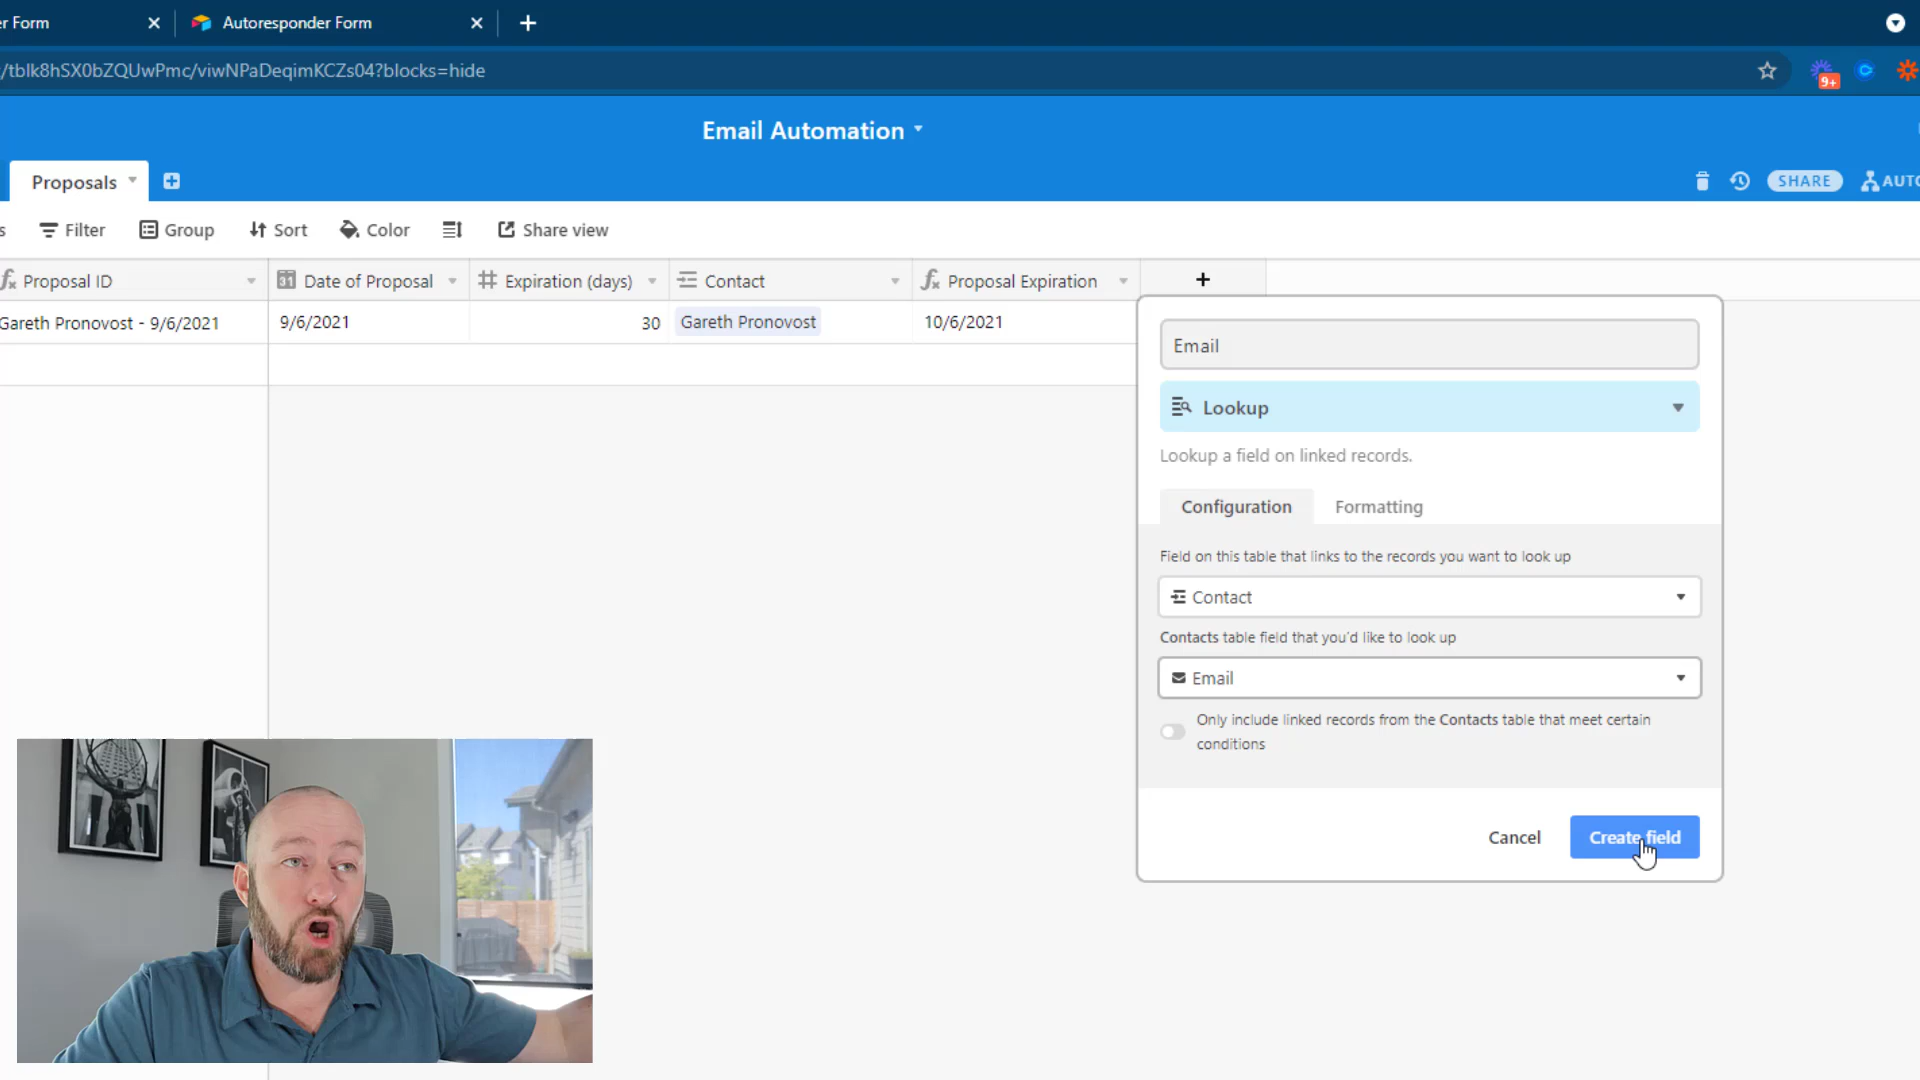 er Form
Autoresponder Form
/tblk8hSX0bZQUwPmc/viwNPaDeqimKCZs04?blocks=hide
9+
Email Automation
Proposals
SHARE
AUTO
s
Filter
Group
Sort
Color
Share view
Proposal ID
31 Date of Proposal
Expiration (days)
Contact
Proposal Expiration
+
Gareth Pronovost - 9/6/2021
9/6/2021
30
Gareth Pronovost
10/6/2021
Email
Lookup
Lookup a field on linked records.
Configuration
Formatting
Field on this table that links to the records you want to look up
Contact
Contacts table field that you'd like to look up
Email
Only include linked records from the Contacts table that meet certain
conditions
Cancel
Create field